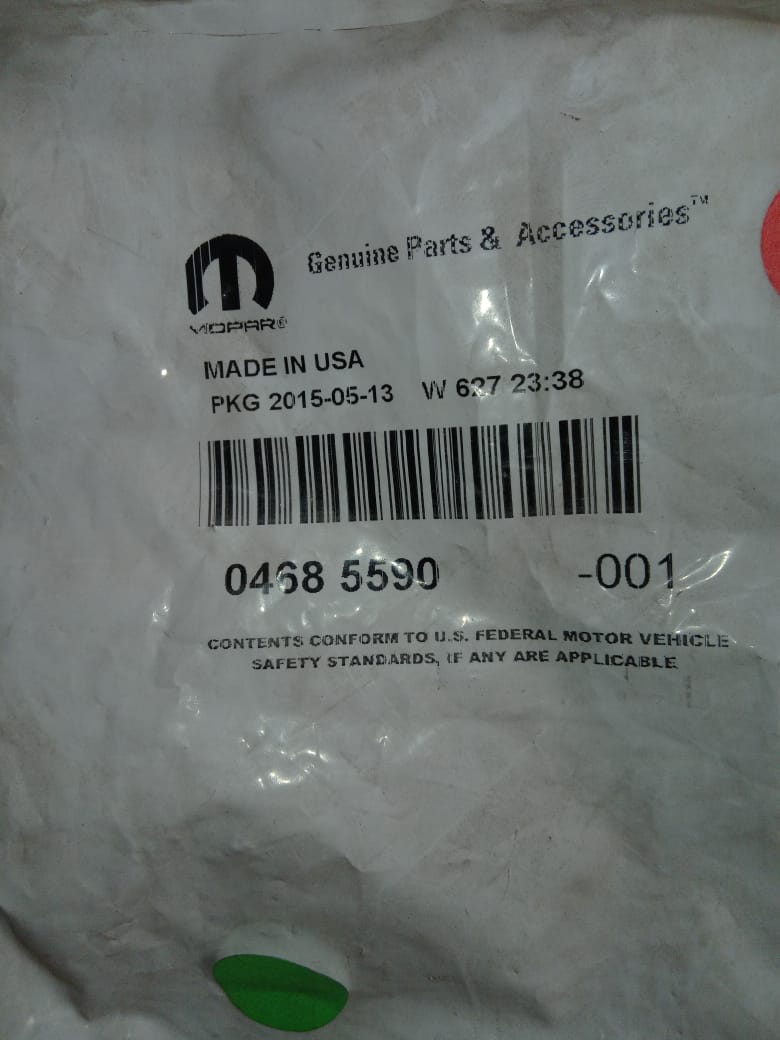 Genuine Parts & Accessories™
MOPAR®
MADE IN USA
PKG 2015-05-13 W 627 23:38
0468 5590 -001
CONTENTS CONFORM TO U.S. FEDERAL MOTOR VEHICLE
SAFETY STANDARDS, IF ANY ARE APPLICABLE